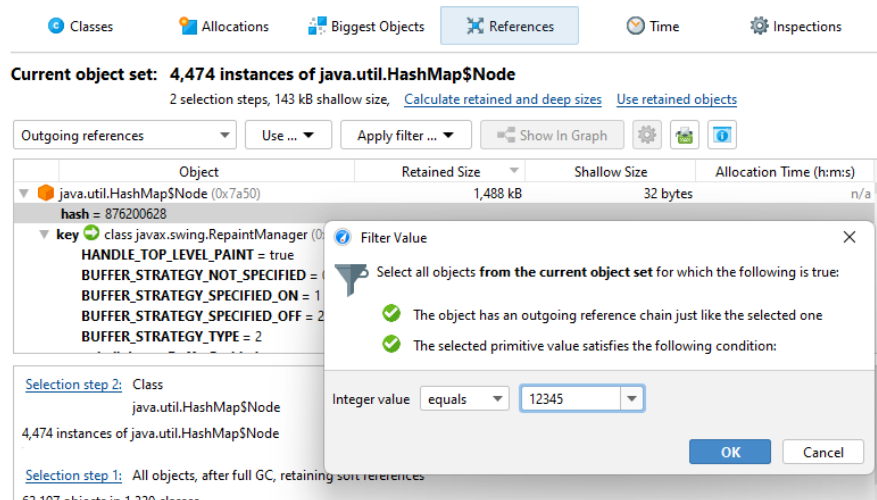 Classes Allocations Biggest Objects References Time Inspections
Current object set: 4,474 instances of java.util.HashMap$Node
2 selection steps, 143 kB shallow size, Calculate retained and deep sizes Use retained objects
Outgoing references Use ... Apply filter ... Show In Graph
Object Retained Size Shallow Size Allocation Time (h:m:s)
java.util.HashMap$Node (0x7a50) 1,488 kB 32 bytes n/a
hash = 876200628
key class javax.swing.RepaintManager
HANDLE_TOP_LEVEL_PAINT = true
BUFFER_STRATEGY_NOT_SPECIFIED =
BUFFER_STRATEGY_SPECIFIED_ON = 1
BUFFER_STRATEGY_SPECIFIED_OFF = 2
BUFFER_STRATEGY_TYPE = 2
Filter Value
Select all objects from the current object set for which the following is true:
The object has an outgoing reference chain just like the selected one
The selected primitive value satisfies the following condition:
Integer value equals 12345
OK Cancel
Selection step 2: Class
java.util.HashMap$Node
4,474 instances of java.util.HashMap$Node
Selection step 1: All objects, after full GC, retaining soft references